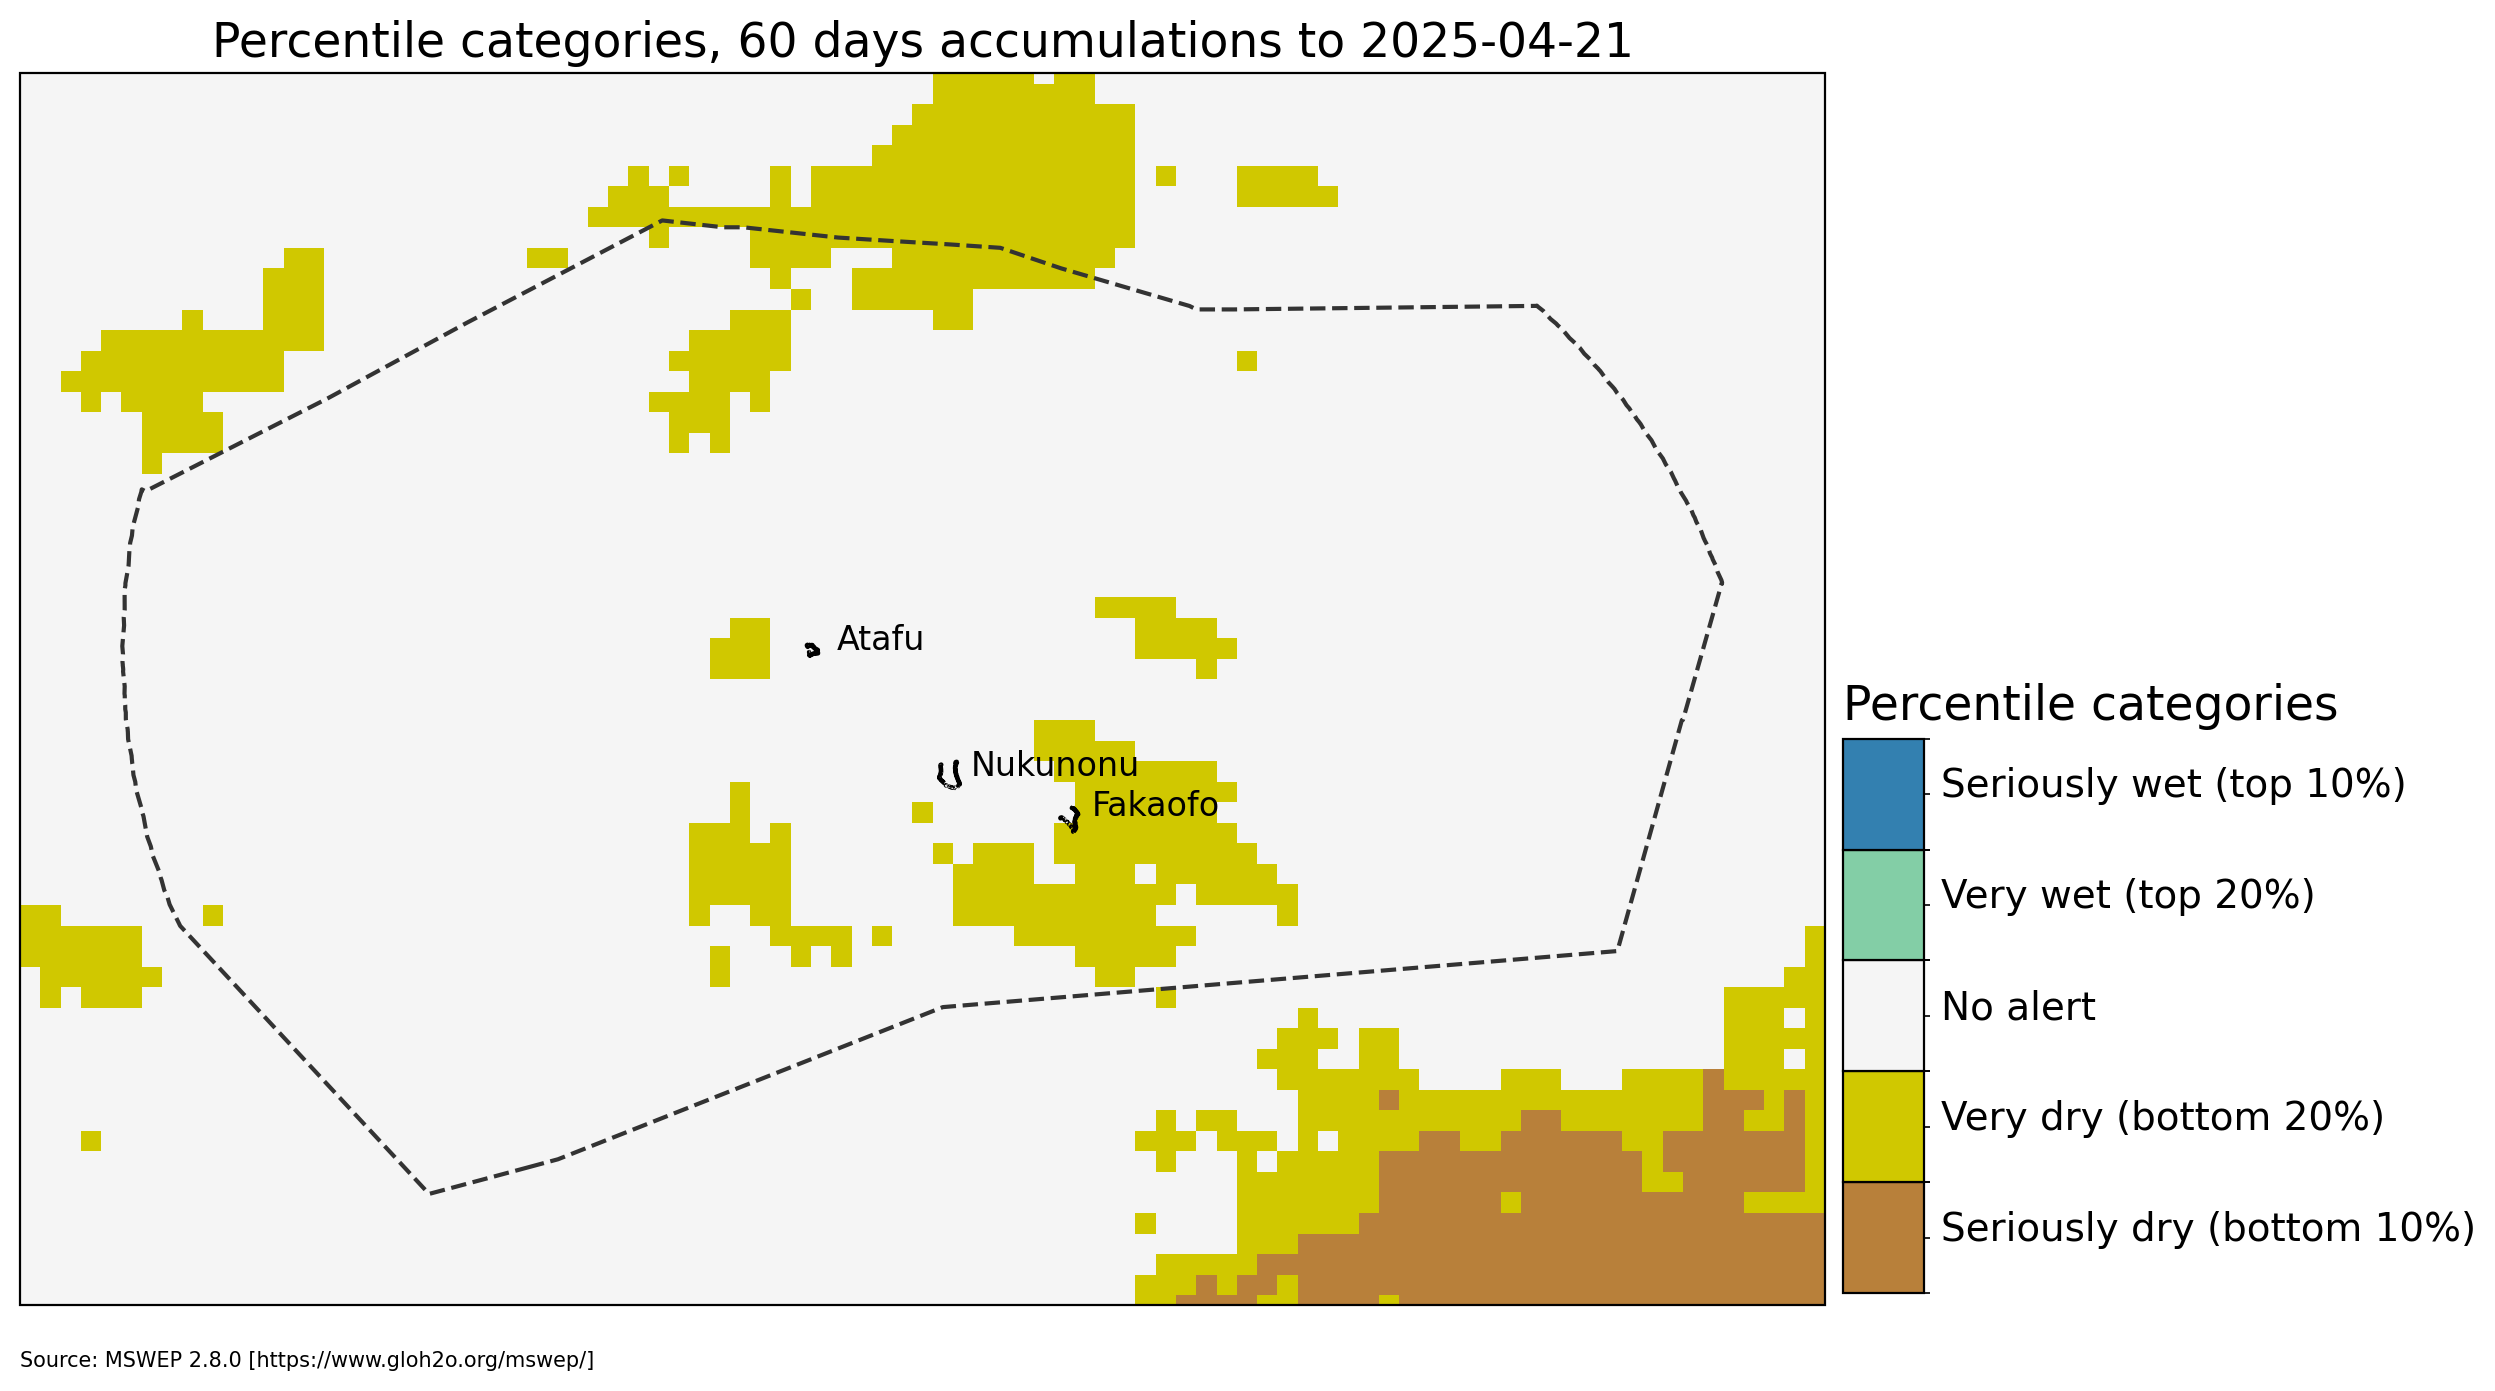 Percentile categories, 60 days accumulations to 2025-04-21
Atafu
Nukunonu
Fakaofo
Percentile categories
Seriously wet (top 10%)
Very wet (top 20%)
No alert
Very dry (bottom 20%)
Seriously dry (bottom 10%)
Source: MSWEP 2.8.0 [https://www.gloh2o.org/mswep/]